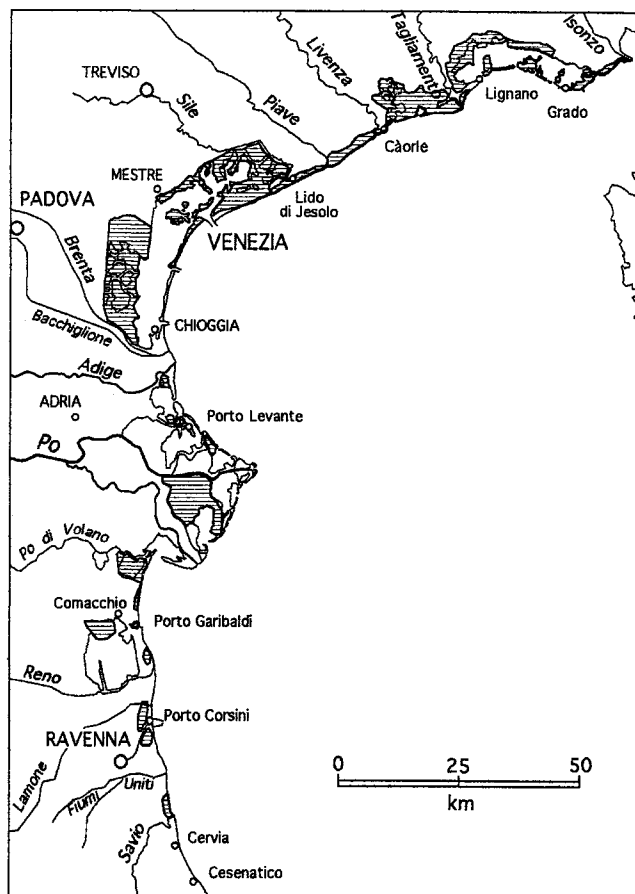 Isonzo
Tagliamento
Livenza
TREVISO
Lignano
Piave
Sile
Grado
Càorle
MESTRE
Lido
di Jesolo
PADOVA
VENEZIA
Brenta
Bacchiglione
CHIOGGIA
Adige
ADRIA
Porto Levante
Po
Po di Volano
Comacchio
Porto Garibaldi
Reno
Porto Corsini
RAVENNA
Lamone
Fiumi Uniti
Savio
Cervia
Cesenatico
0 25 50
km